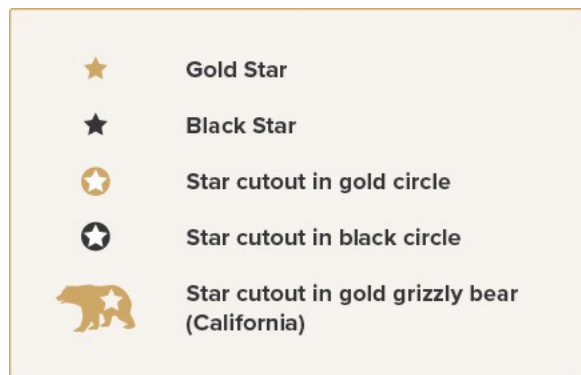 Gold Star
Black Star
Star cutout in gold circle
Star cutout in black circle
Star cutout in gold grizzly bear
(California)